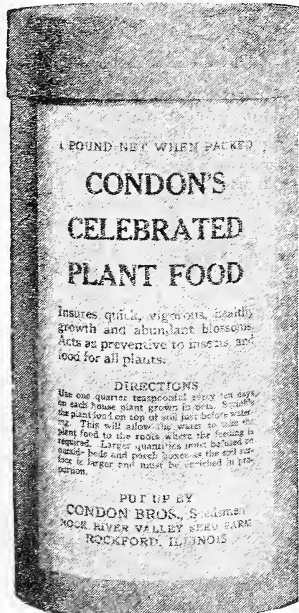 1 POUND NET WHEN PACKED
CONDON'S
CELEBRATED
PLANT FOOD
Insures quick, vigorous, healthy
growth and abundant blossoms.
Acts as preventive to insects, and
food for all plants.
DIRECTIONS
Use one quarter teaspoonful every ten days
on each house plant grown in pots. Sprinkle
the plant food on top of soil just before water-
ing. This will allow the water to take the
plant food to the roots where the feeding is
required. Larger quantities must be used on
outside beds and porch boxes as the soil sur-
face is larger and must be enriched in pro-
portion.
PUT UP BY
CONDON BROS., Seedsmen
ROCK RIVER VALLEY SEED FARM
ROCKFORD, ILLINOIS